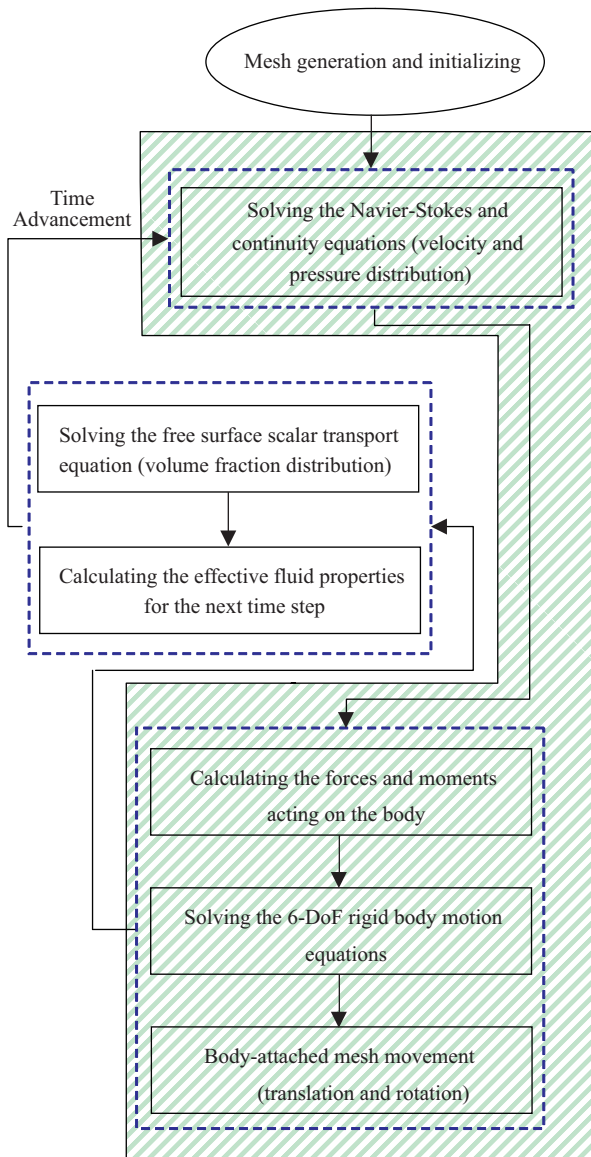 Mesh generation and initializing
Time
Advancement
Solving the Navier-Stokes and
continuity equations (velocity and
pressure distribution)
Solving the free surface scalar transport
equation (volume fraction distribution)
Calculating the effective fluid properties
for the next time step
Calculating the forces and moments
acting on the body
Solving the 6-DoF rigid body motion
equations
Body-attached mesh movement
(translation and rotation)